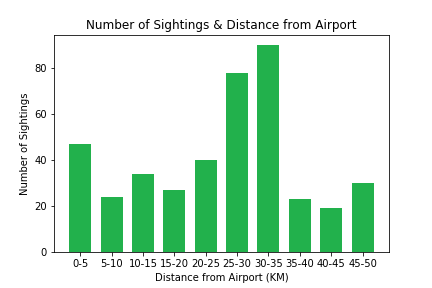 Number of Sightings & Distance from Airport
Number of Sightings
80
60
40
20
0
0-5 5-10 10-15 15-20 20-25 25-30 30-35 35-40 40-45 45-50
Distance from Airport (KM)